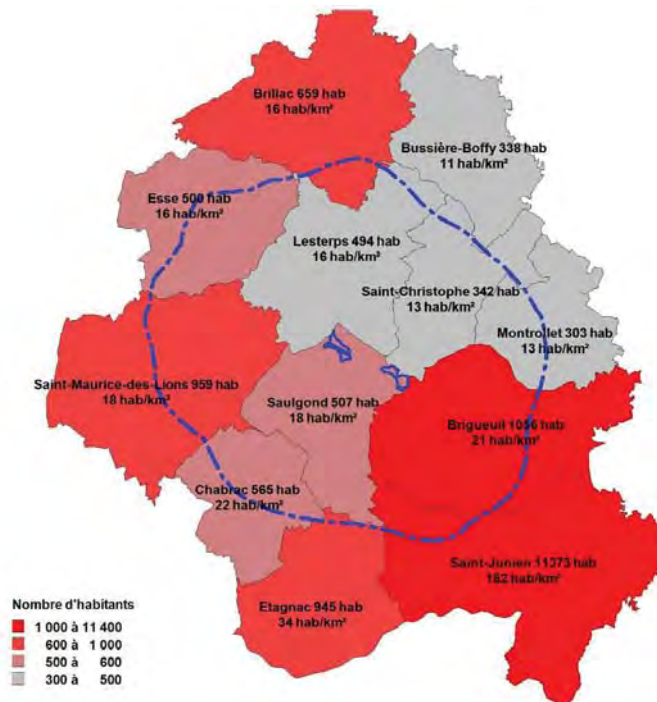 Brillac 659 hab
16 hab/km²
Bussière-Boffy 338 hab
11 hab/km²
Esse 500 hab
16 hab/km²
Lesterps 494 hab
16 hab/km²
Saint-Christophe 342 hab
13 hab/km²
Montrollet 303 hab
13 hab/km²
Saint-Maurice-des-Lions 959 hab
18 hab/km²
Saulgond 507 hab
18 hab/km²
Brigueuil 1056 hab
21 hab/km²
Chabrac 565 hab
22 hab/km²
Saint-Junien 11373 hab
182 hab/km²
Etagnac 945 hab
34 hab/km²
Nombre d'habitants
1 000 à 11 400
600 à 1 000
500 à 600
300 à 500